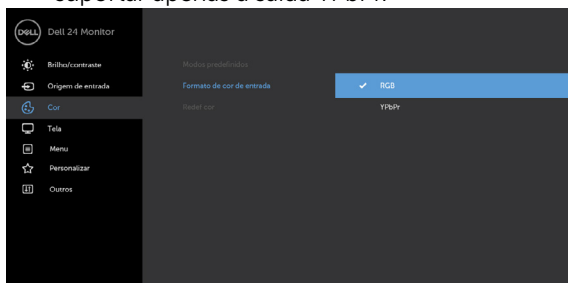 suportar apenas a saída YPbPr.
DELL
Dell 24 Monitor
Brilho/contraste
Origem de entrada
Cor
Tela
Menu
Personalizar
Outros
Modos predefinidos
Formato de cor de entrada
Redef cor
RGB
YPbPr